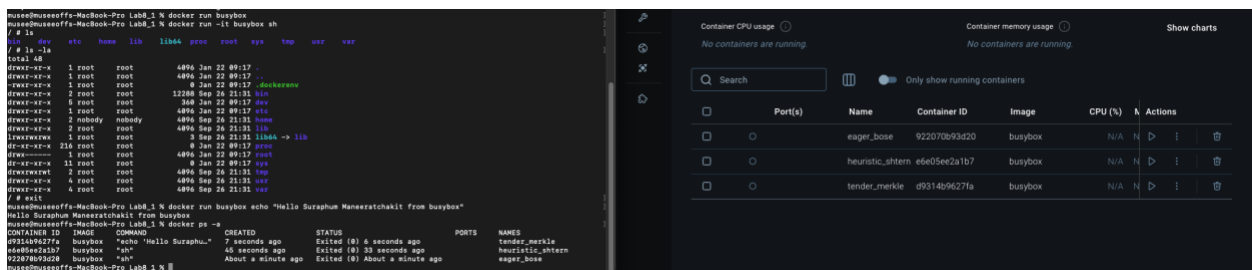 musee@museeoffs-MacBook-Pro Lab8_1 % docker run busybox
musee@museeoffs-MacBook-Pro Lab8_1 % docker run -it busybox sh
/ # ls
bin dev etc home lib lib64 proc root sys tmp usr var
/ # ls -la
total 48
drwxr-xr-x 1 root root 4096 Jan 22 09:17 .
drwxr-xr-x 1 root root 4096 Jan 22 09:17 ..
-rwxr-xr-x 1 root root 0 Jan 22 09:17 .dockerenv
drwxr-xr-x 2 root root 12288 Sep 26 21:31 bin
drwxr-xr-x 5 root root 360 Jan 22 09:17 dev
drwxr-xr-x 1 root root 4096 Jan 22 09:17 etc
drwxr-xr-x 2 nobody nobody 4096 Sep 26 21:31 home
drwxr-xr-x 2 root root 4096 Sep 26 21:31 lib
lrwxrwxrwx 1 root root 3 Sep 26 21:31 lib64 -> lib
dr-xr-xr-x 216 root root 0 Jan 22 09:17 proc
drwx------ 1 root root 4096 Jan 22 09:17 root
dr-xr-xr-x 11 root root 0 Jan 22 09:17 sys
drwxrwxrwt 2 root root 4096 Sep 26 21:31 tmp
drwxr-xr-x 4 root root 4096 Sep 26 21:31 usr
drwxr-xr-x 4 root root 4096 Sep 26 21:31 var
/ # exit
musee@museeoffs-MacBook-Pro Lab8_1 % docker run busybox echo "Hello Suraphum Maneeratchakit from busybox"
Hello Suraphum Maneeratchakit from busybox
musee@museeoffs-MacBook-Pro Lab8_1 % docker ps -a
CONTAINER ID IMAGE COMMAND CREATED STATUS PORTS NAMES
d9314b9627fa busybox "echo 'Hello Suraphu…" 7 seconds ago Exited (0) 6 seconds ago tender_merkle
e6e05ee2a1b7 busybox "sh" 45 seconds ago Exited (0) 33 seconds ago heuristic_shtern
922070b93d20 busybox "sh" About a minute ago Exited (0) About a minute ago eager_bose
musee@museeoffs-MacBook-Pro Lab8_1 %
Container CPU usage
No containers are running.
Container memory usage
No containers are running.
Show charts
Search
Only show running containers
Port(s) Name Container ID Image CPU (%) Actions
eager_bose 922070b93d20 busybox N/A
heuristic_shtern e6e05ee2a1b7 busybox N/A
tender_merkle d9314b9627fa busybox N/A